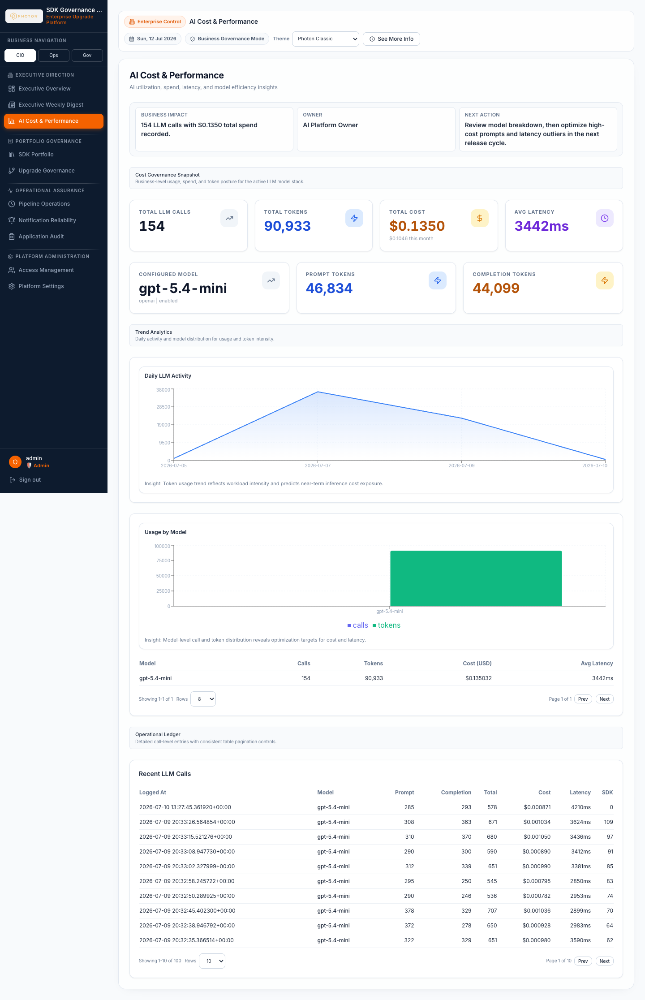 PHOTON
SDK Governance ...
Enterprise Upgrade
Platform
BUSINESS NAVIGATION
CIO
Ops
Gov
EXECUTIVE DIRECTION
Executive Overview
Executive Weekly Digest
AI Cost & Performance
PORTFOLIO GOVERNANCE
SDK Portfolio
Upgrade Governance
OPERATIONAL ASSURANCE
Pipeline Operations
Notification Reliability
Application Audit
PLATFORM ADMINISTRATION
Access Management
Platform Settings
admin
Admin
Sign out
Enterprise Control AI Cost & Performance
Sun, 12 Jul 2026 Business Governance Mode Theme Photon Classic See More Info
AI Cost & Performance
AI utilization, spend, latency, and model efficiency insights
BUSINESS IMPACT
154 LLM calls with $0.1350 total spend
recorded.
OWNER
AI Platform Owner
NEXT ACTION
Review model breakdown, then optimize high-
cost prompts and latency outliers in the next
release cycle.
Cost Governance Snapshot
Business-level usage, spend, and token posture for the active LLM model stack.
TOTAL LLM CALLS
154
TOTAL TOKENS
90,933
TOTAL COST
$0.1350
$0.1046 this month
AVG LATENCY
3442ms
CONFIGURED MODEL
gpt-5.4-mini
openai | enabled
PROMPT TOKENS
46,834
COMPLETION TOKENS
44,099
Trend Analytics
Daily activity and model distribution for usage and token intensity.
Daily LLM Activity
38000
28500
19000
9500
0
2026-07-05 2026-07-07 2026-07-09 2026-07-10
Insight: Token usage trend reflects workload intensity and predicts near-term inference cost exposure.
Usage by Model
100000
75000
50000
25000
0
gpt-5.4-mini
calls tokens
Insight: Model-level call and token distribution reveals optimization targets for cost and latency.
Model Calls Tokens Cost (USD) Avg Latency
gpt-5.4-mini 154 90,933 $0.135032 3442ms
Showing 1-1 of 1 Rows 8 Page 1 of 1 Prev Next
Operational Ledger
Detailed call-level entries with consistent table pagination controls.
Recent LLM Calls
Logged At Model Prompt Completion Total Cost Latency SDK
2026-07-10 13:27:45.361920+00:00 gpt-5.4-mini 285 293 578 $0.000871 4210ms 0
2026-07-09 20:33:26.564854+00:00 gpt-5.4-mini 308 363 671 $0.001034 3624ms 109
2026-07-09 20:33:15.521276+00:00 gpt-5.4-mini 310 370 680 $0.001050 3436ms 97
2026-07-09 20:33:08.947730+00:00 gpt-5.4-mini 290 300 590 $0.000890 3412ms 91
2026-07-09 20:33:02.327999+00:00 gpt-5.4-mini 312 339 651 $0.000990 3381ms 85
2026-07-09 20:32:58.245722+00:00 gpt-5.4-mini 295 250 545 $0.000795 2850ms 83
2026-07-09 20:32:50.289925+00:00 gpt-5.4-mini 290 246 536 $0.000782 2953ms 74
2026-07-09 20:32:45.402300+00:00 gpt-5.4-mini 378 329 707 $0.001036 2899ms 70
2026-07-09 20:32:38.946792+00:00 gpt-5.4-mini 372 278 650 $0.000928 2983ms 64
2026-07-09 20:32:35.366514+00:00 gpt-5.4-mini 322 329 651 $0.000980 3590ms 62
Showing 1-10 of 100 Rows 10 Page 1 of 10 Prev Next